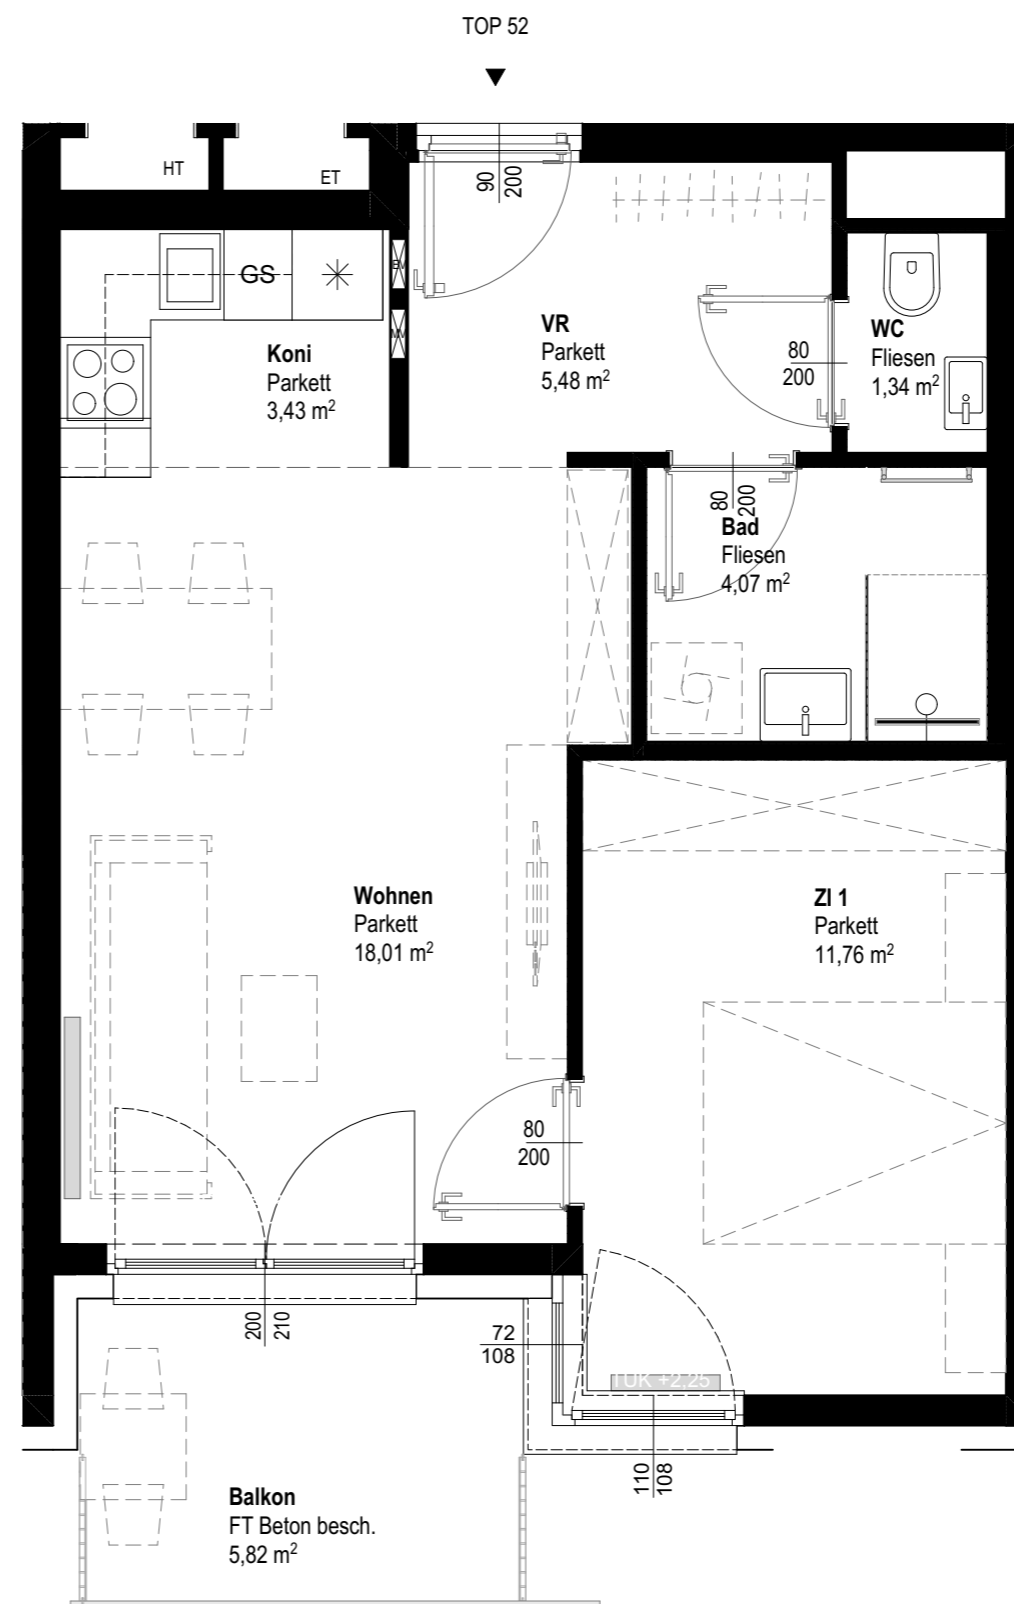 TOP 52
HT
ET
90
200
GS
Koni
Parkett
3,43 m²
VR
Parkett
5,48 m²
80
200
WC
Fliesen
1,34 m²
80
200
Bad
Fliesen
4,07 m²
Wohnen
Parkett
18,01 m²
ZI 1
Parkett
11,76 m²
80
200
200
210
72
108
TUK +2,25
110
108
Balkon
FT Beton besch.
5,82 m²